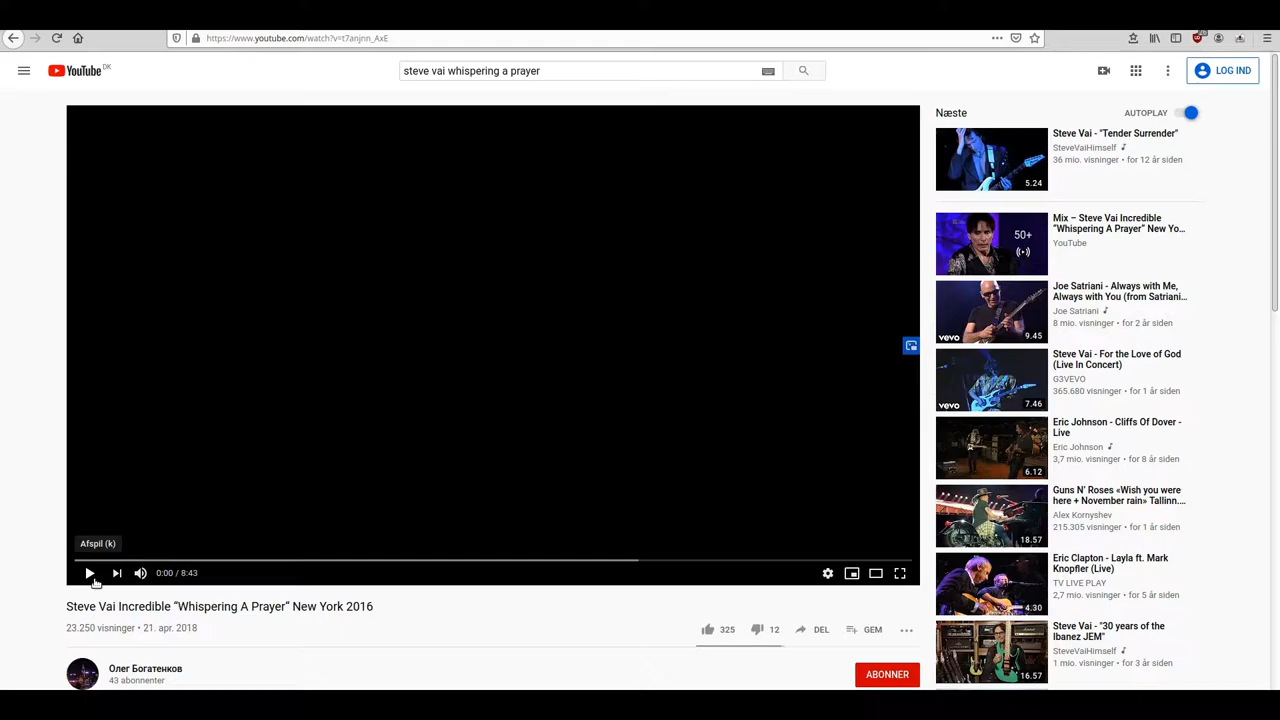 https://www.youtube.com/watch?v=t7anjnn_AxE
YouTube DK
steve vai whispering a prayer
LOG IND
Næste
AUTOPLAY
Steve Vai - "Tender Surrender"
SteveVaiHimself
36 mio. visninger • for 12 år siden
5.24
Mix – Steve Vai Incredible
“Whispering A Prayer” New Yo...
YouTube
50+
Joe Satriani - Always with Me,
Always with You (from Satriani...
Joe Satriani
8 mio. visninger • for 2 år siden
vevo
9.45
Steve Vai - For the Love of God
(Live In Concert)
G3VEVO
365.680 visninger • for 1 år siden
vevo
7.46
Eric Johnson - Cliffs Of Dover -
Live
Eric Johnson
3,7 mio. visninger • for 8 år siden
6.12
Guns N’ Roses «Wish you were
here + November rain» Tallinn....
Alex Kornyshev
215.305 visninger • for 1 år siden
18.57
Eric Clapton - Layla ft. Mark
Knopfler (Live)
TV LIVE PLAY
2,7 mio. visninger • for 5 år siden
4:30
Steve Vai - "30 years of the
Ibanez JEM"
SteveVaiHimself
1 mio. visninger • for 3 år siden
16.57
Afspil (k)
0:00 / 8:43
Steve Vai Incredible “Whispering A Prayer” New York 2016
23.250 visninger • 21. apr. 2018
325
12
DEL
GEM
Олег Богатенков
43 abonnenter
ABONNER